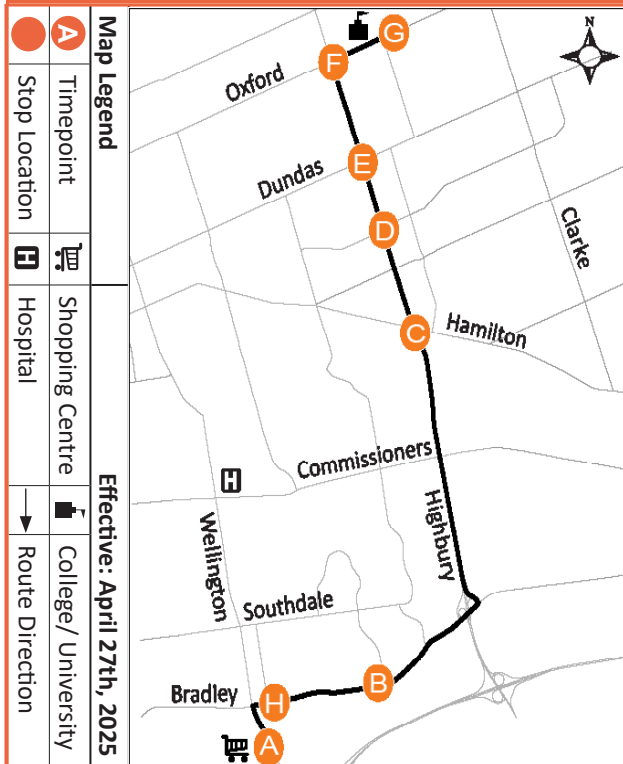 N
G
F
Oxford
E
Dundas
D
Clarke
C
Hamilton
Commissioners
H
Highbury
Wellington
Southdale
B
Bradley
H
A
Map Legend
Effective: April 27th, 2025
A Timepoint
Shopping Centre
College/ University
Stop Location
H Hospital
Route Direction